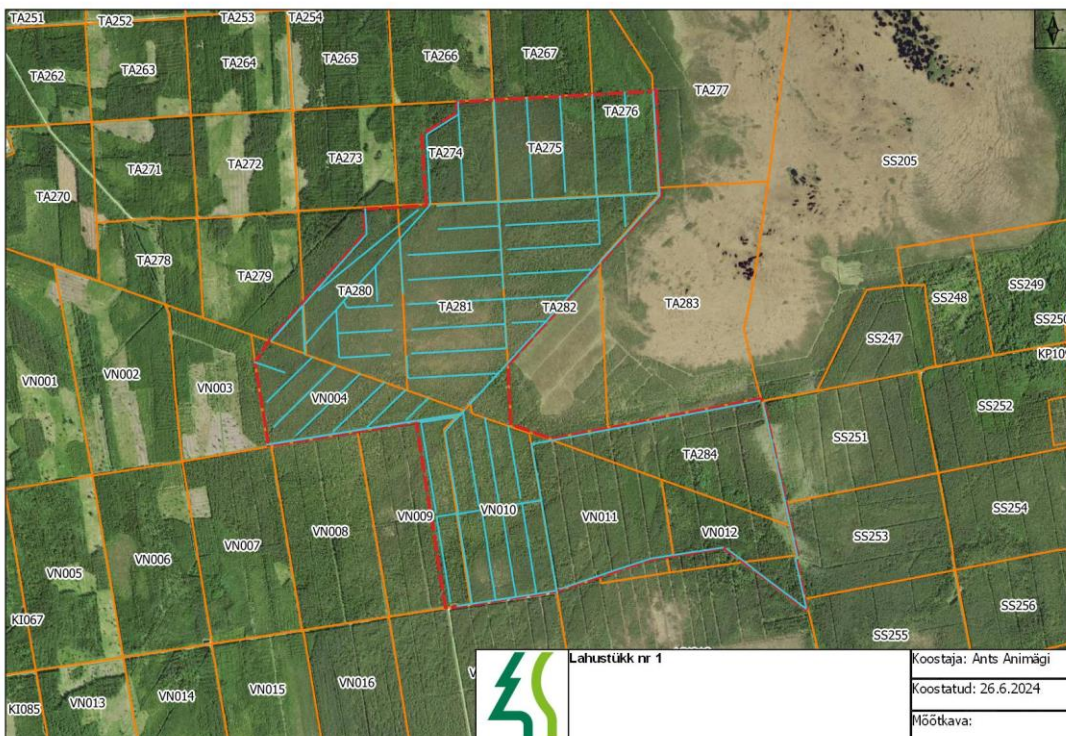 TA251
TA252
TA253
TA254
TA262
TA263
TA264
TA265
TA266
TA267
TA277
TA276
TA270
TA271
TA272
TA273
TA274
TA275
SS205
TA278
TA279
TA280
TA281
TA282
TA283
SS248
SS249
SS247
KP109
VN001
VN002
VN003
VN004
SS252
SS251
TA284
VN005
VN006
VN007
VN008
VN009
VN010
VN011
VN012
SS253
SS254
KI067
SS256
SS255
KI085
VN013
VN014
VN015
VN016
Lahustükk nr 1
Koostaja: Ants Animägi
Koostatud: 26.6.2024
Mõõtkava: